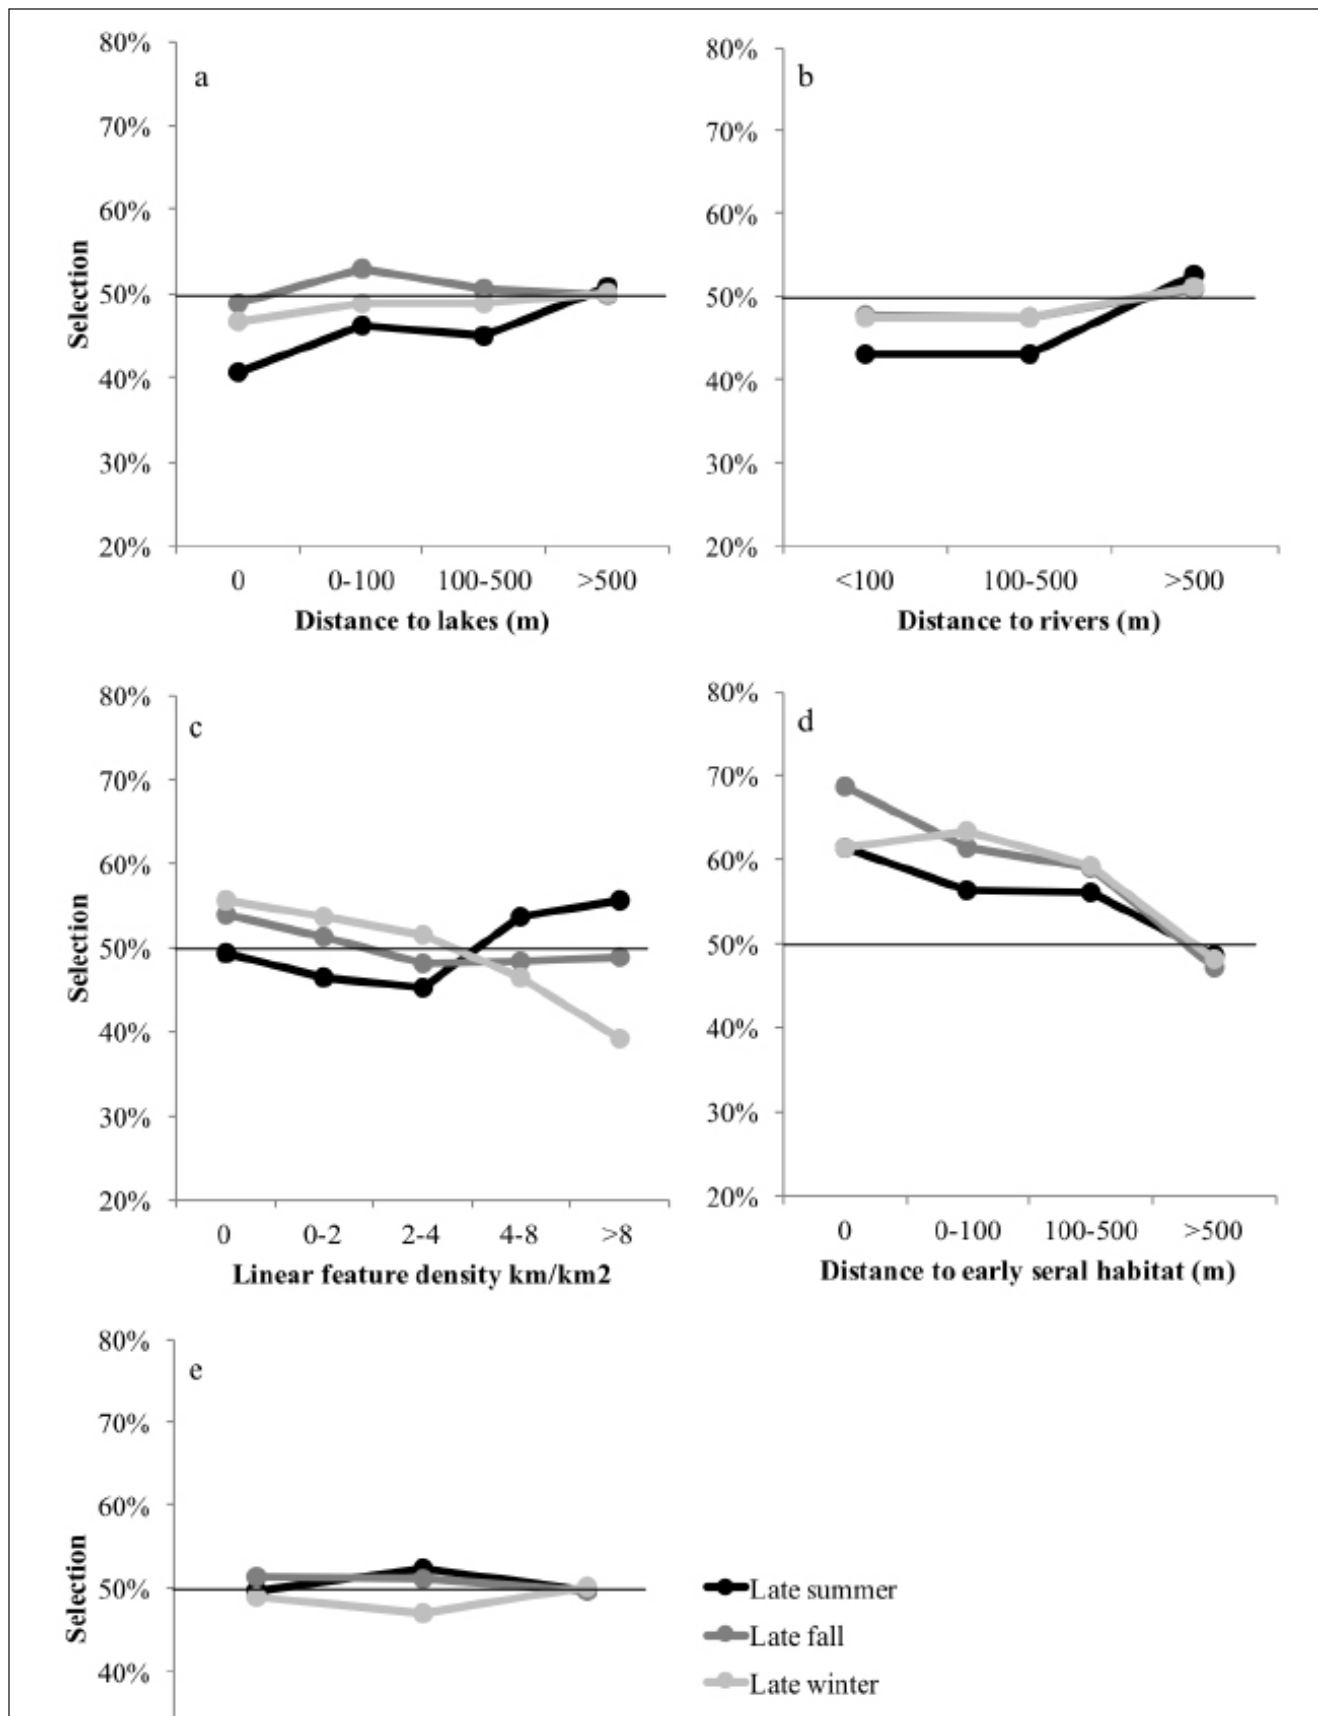 80%
a
70%
60%
50%
40%
30%
20%
Selection
0 0-100 100-500 >500
Distance to lakes (m)
80%
b
70%
60%
50%
40%
30%
20%
<100 100-500 >500
Distance to rivers (m)
80%
c
70%
60%
50%
40%
30%
20%
Selection
0 0-2 2-4 4-8 >8
Linear feature density km/km2
80%
d
70%
60%
50%
40%
30%
20%
0 0-100 100-500 >500
Distance to early seral habitat (m)
80%
e
70%
60%
50%
40%
Selection
Late summer
Late fall
Late winter